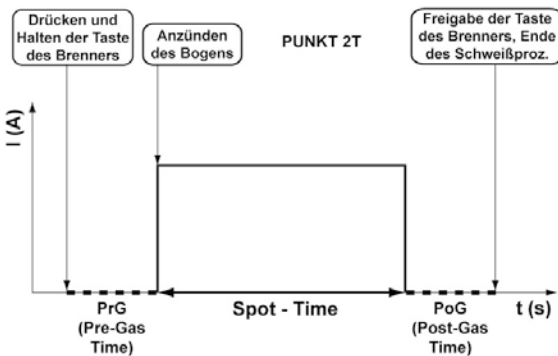 Drücken und
Halten der Taste
des Brenners
Anzünden
des Bogens
PUNKT 2T
Freigabe der Taste
des Brenners, Ende
des Schweißproz.
I (A)
PrG
(Pre-Gas
Time)
Spot - Time
PoG
(Post-Gas
Time)
t (s)